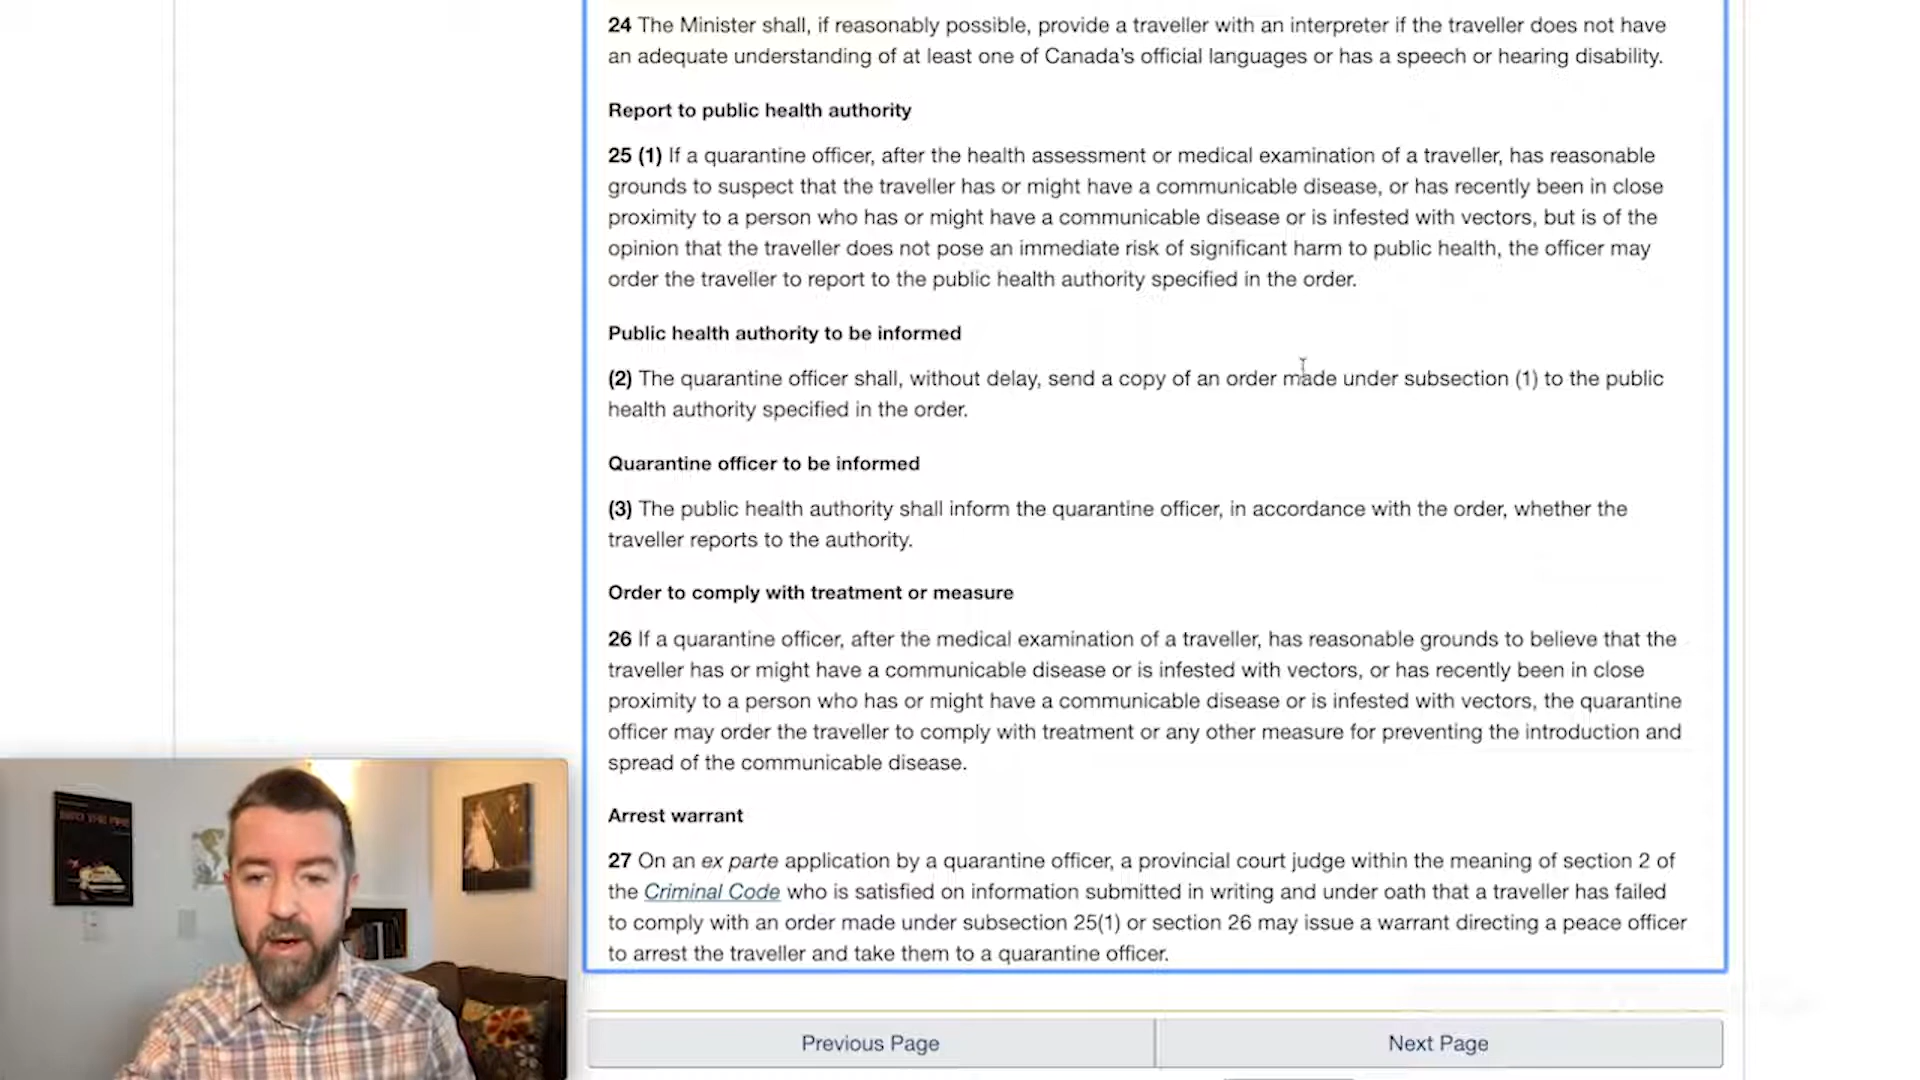 24 The Minister shall, if reasonably possible, provide a traveller with an interpreter if the traveller does not have
an adequate understanding of at least one of Canada's official languages or has a speech or hearing disability.
Report to public health authority
25 (1) If a quarantine officer, after the health assessment or medical examination of a traveller, has reasonable
grounds to suspect that the traveller has or might have a communicable disease, or has recently been in close
proximity to a person who has or might have a communicable disease or is infested with vectors, but is of the
opinion that the traveller does not pose an immediate risk of significant harm to public health, the officer may
order the traveller to report to the public health authority specified in the order.
Public health authority to be informed
(2) The quarantine officer shall, without delay, send a copy of an order made under subsection (1) to the public
health authority specified in the order.
Quarantine officer to be informed
(3) The public health authority shall inform the quarantine officer, in accordance with the order, whether the
traveller reports to the authority.
Order to comply with treatment or measure
26 If a quarantine officer, after the medical examination of a traveller, has reasonable grounds to believe that the
traveller has or might have a communicable disease or is infested with vectors, or has recently been in close
proximity to a person who has or might have a communicable disease or is infested with vectors, the quarantine
officer may order the traveller to comply with treatment or any other measure for preventing the introduction and
spread of the communicable disease.
Arrest warrant
27 On an ex parte application by a quarantine officer, a provincial court judge within the meaning of section 2 of
the Criminal Code who is satisfied on information submitted in writing and under oath that a traveller has failed
to comply with an order made under subsection 25(1) or section 26 may issue a warrant directing a peace officer
to arrest the traveller and take them to a quarantine officer.
Previous Page
Next Page